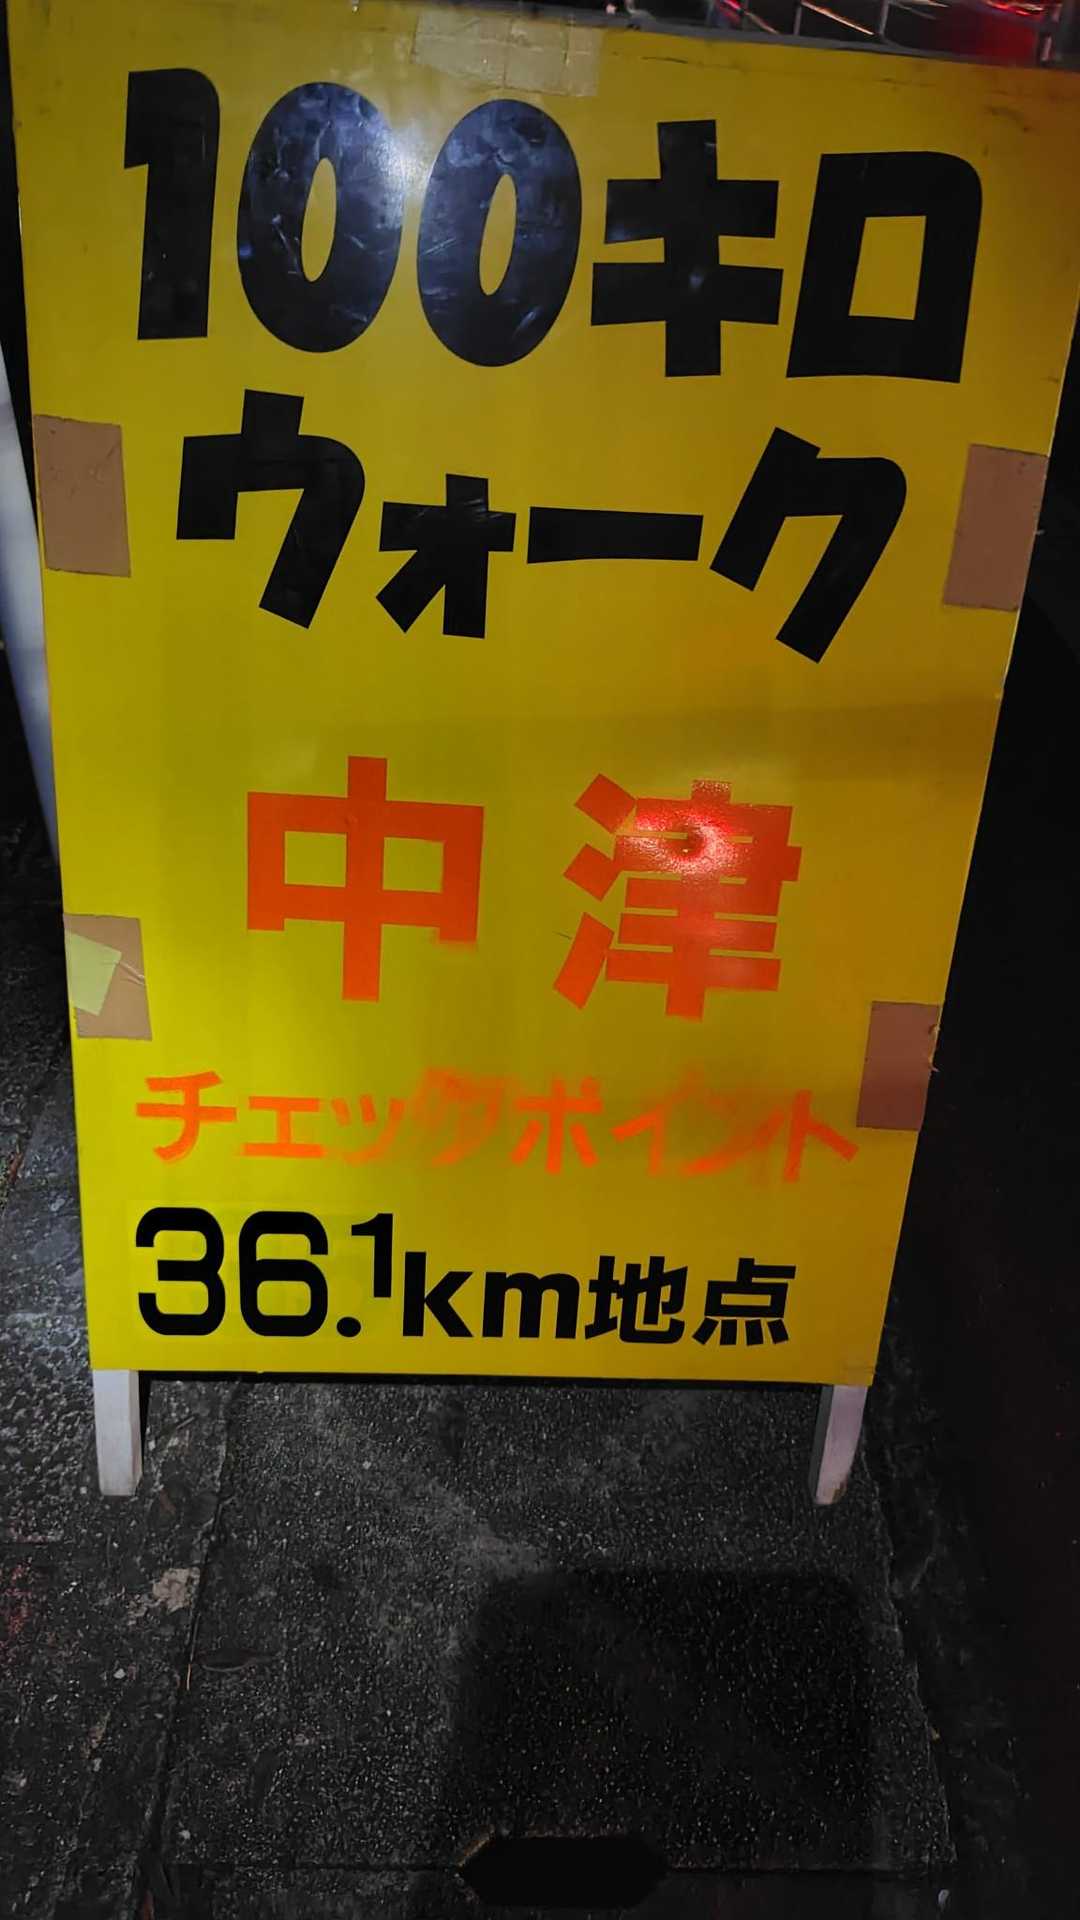 100キロ
ウォーク
中津
チェックポイント
36.1km地点